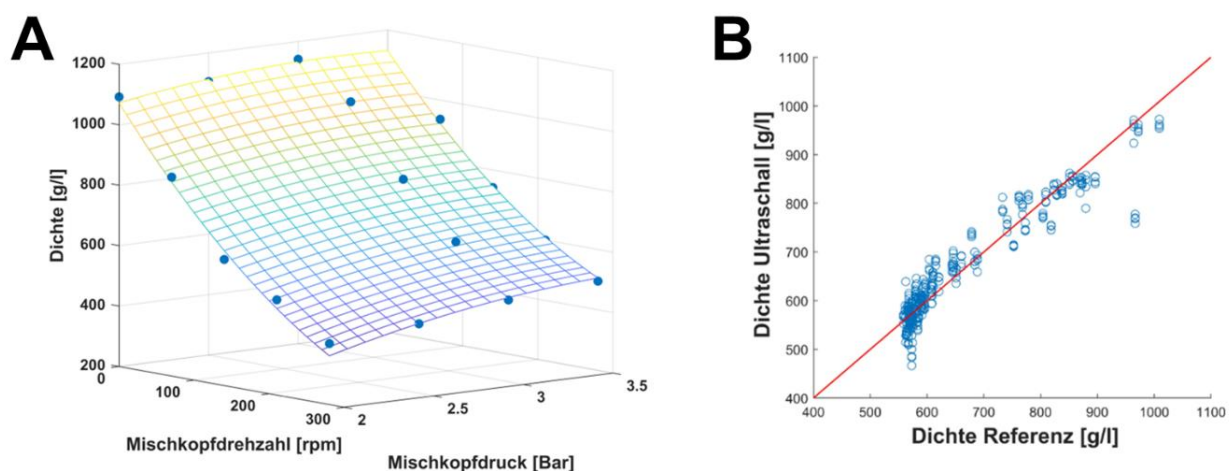 A
1200
1000
800
600
400
200
Dichte [g/l]
0
100
200
300
Mischkopfdrehzahl [rpm]
2
2.5
3
3.5
Mischkopfdruck [Bar]
B
1100
1000
900
800
700
600
500
400
Dichte Ultraschall [g/l]
400 500 600 700 800 900 1000 1100
Dichte Referenz [g/l]